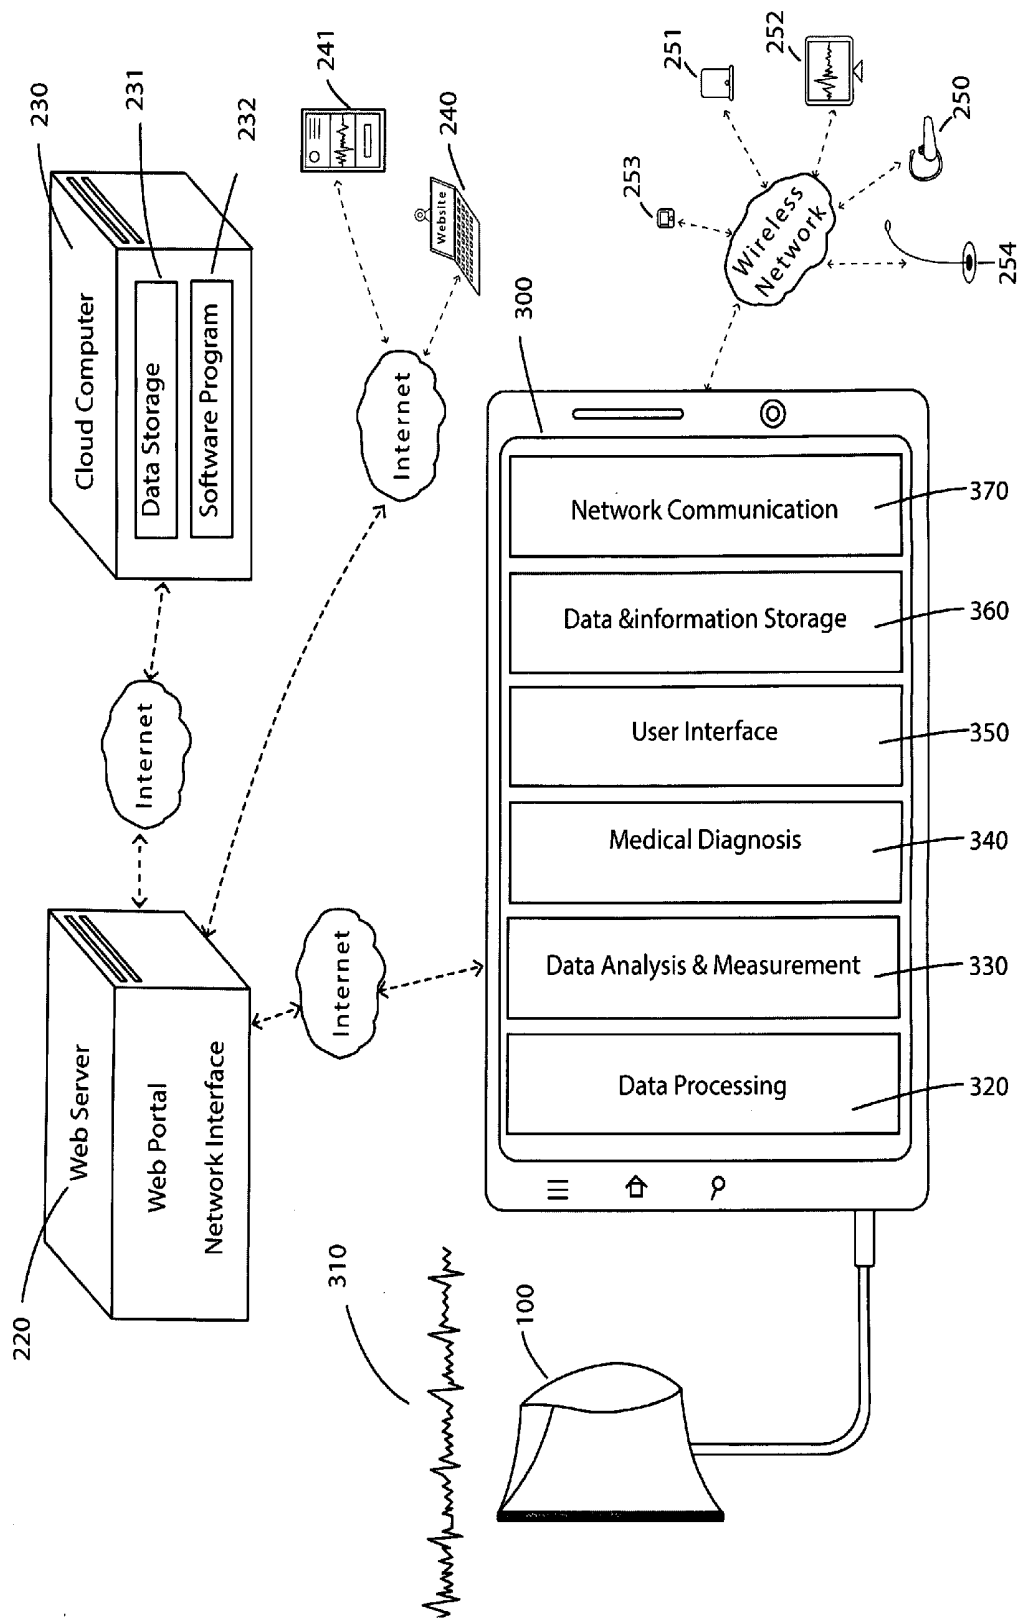 220
Web Server
Web Portal
Network Interface
Internet
Cloud Computer
Data Storage
Software Program
230
231
232
Internet
Internet
241
240
Website
310
100
300
Data Processing
Data Analysis & Measurement
Medical Diagnosis
User Interface
Data &information Storage
Network Communication
320
330
340
350
360
370
Wireless
Network
253
251
252
250
254